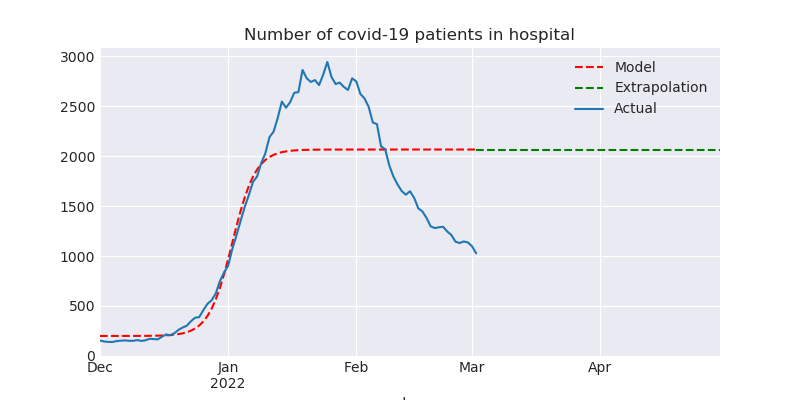 Number of covid-19 patients in hospital
3000
2500
2000
1500
1000
500
0
Model
Extrapolation
Actual
Dec
Jan
2022
Feb
Mar
Apr